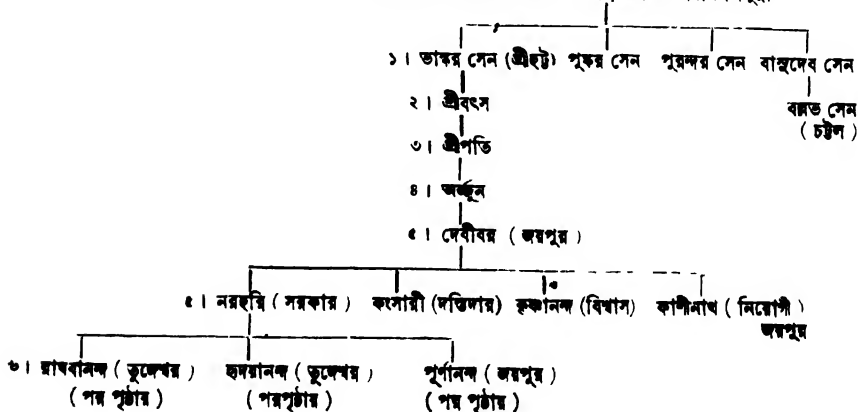 ১। ভাস্কর সেন (শ্রীহট্ট) পুষ্কর সেন পুরন্দর সেন বাসুদেব সেন
২। শ্রীবৎস বল্লভ সেন
( চট্টল )
৩। শ্রীপতি
৪। অর্জ্জুন
৫। দেবীবর ( জয়পুর )
৫। নরহরি ( সরকার ) কংসারী (দস্তিদার) কৃষ্ণানন্দ (বিশ্বাস) কাশীনাথ ( নিয়োগী )
জয়পুর
৬। রাঘবানন্দ ( তুঙ্গেশ্বর ) হৃদয়ানন্দ ( তুঙ্গেশ্বর ) পূর্ণানন্দ ( জয়পুর )
( পর পৃষ্ঠায় ) (পরপৃষ্ঠায়) ( পর পৃষ্ঠায় )